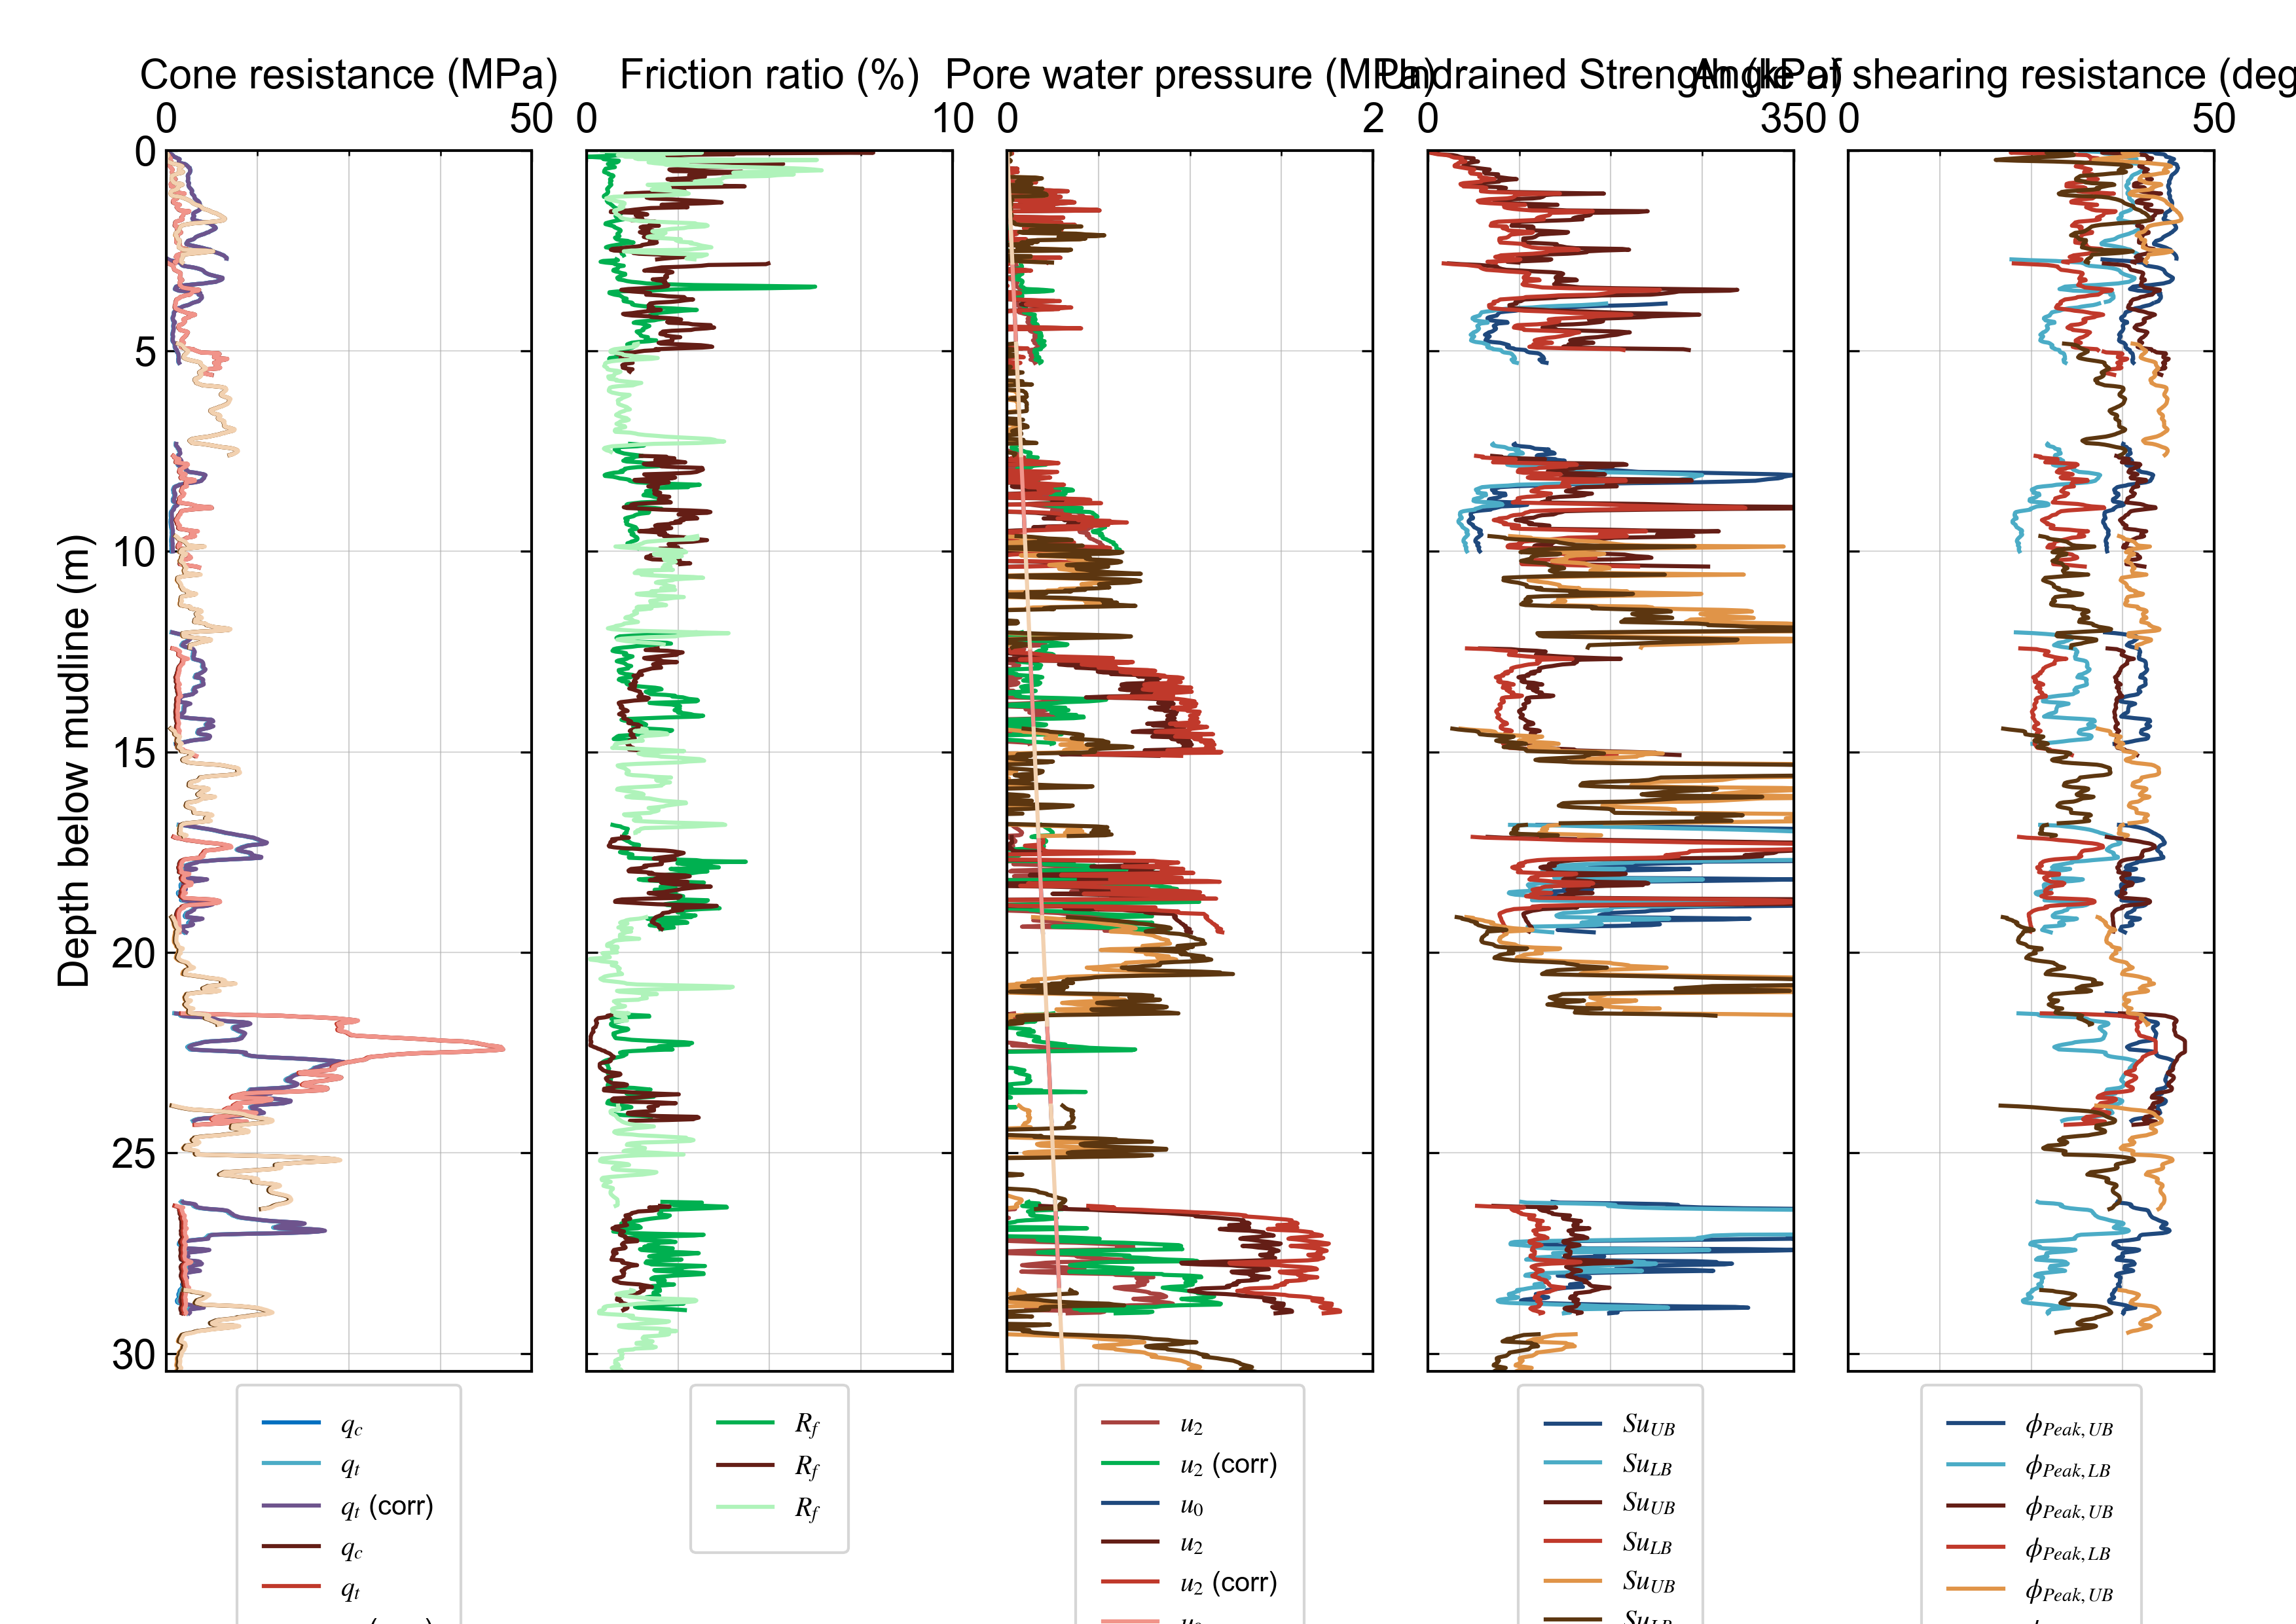 Cone resistance (MPa)
Friction ratio (%)
Pore water pressure (MPa)
Undrained Strength (kPa)
Angle of shearing resistance (deg
0 50
0 10
0 2
0 350
0 50
0
5
10
15
20
25
30
Depth below mudline (m)
qc
qt
qt (corr)
qc
qt
Rf
Rf
Rf
u2
u2 (corr)
u0
u2
u2 (corr)
SuUB
SuLB
SuUB
SuLB
SuUB
SuLB
ϕPeak, UB
ϕPeak, LB
ϕPeak, UB
ϕPeak, LB
ϕPeak, UB